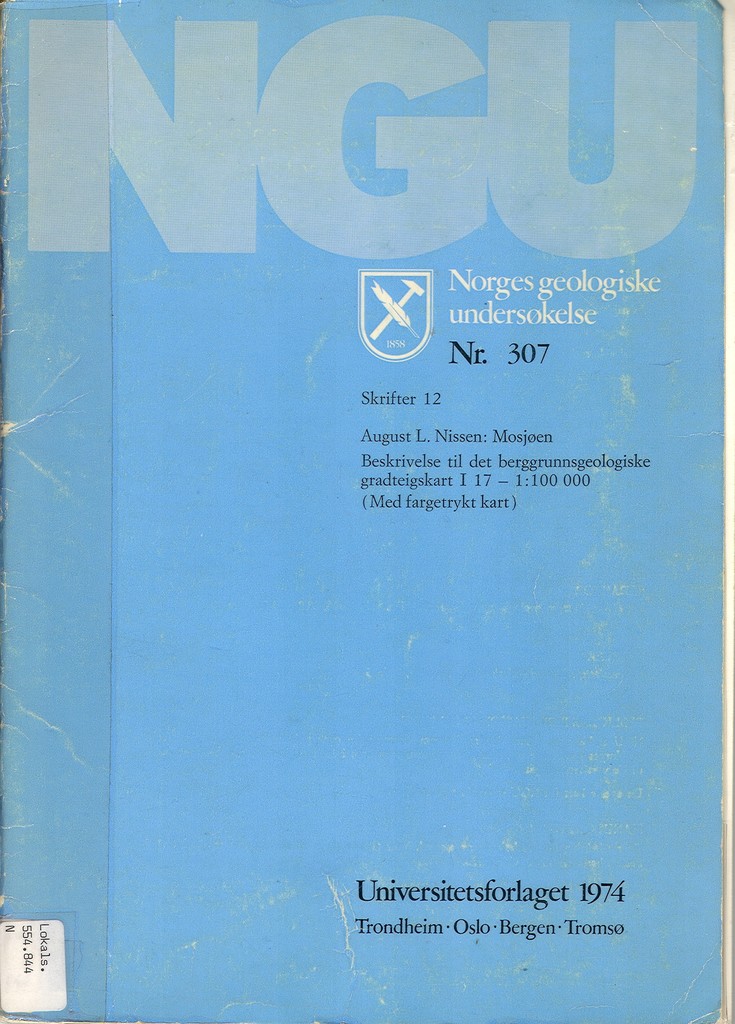 NGU
Norges geologiske
undersøkelse
1858
Nr. 307
Skrifter 12
August L. Nissen: Mosjøen
Beskrivelse til det berggrunnsgeologiske
gradteigskart I 17 – 1:100 000
(Med fargetrykt kart)
Universitetsforlaget 1974
Trondheim · Oslo · Bergen · Tromsø
Lokals.
554.844
N